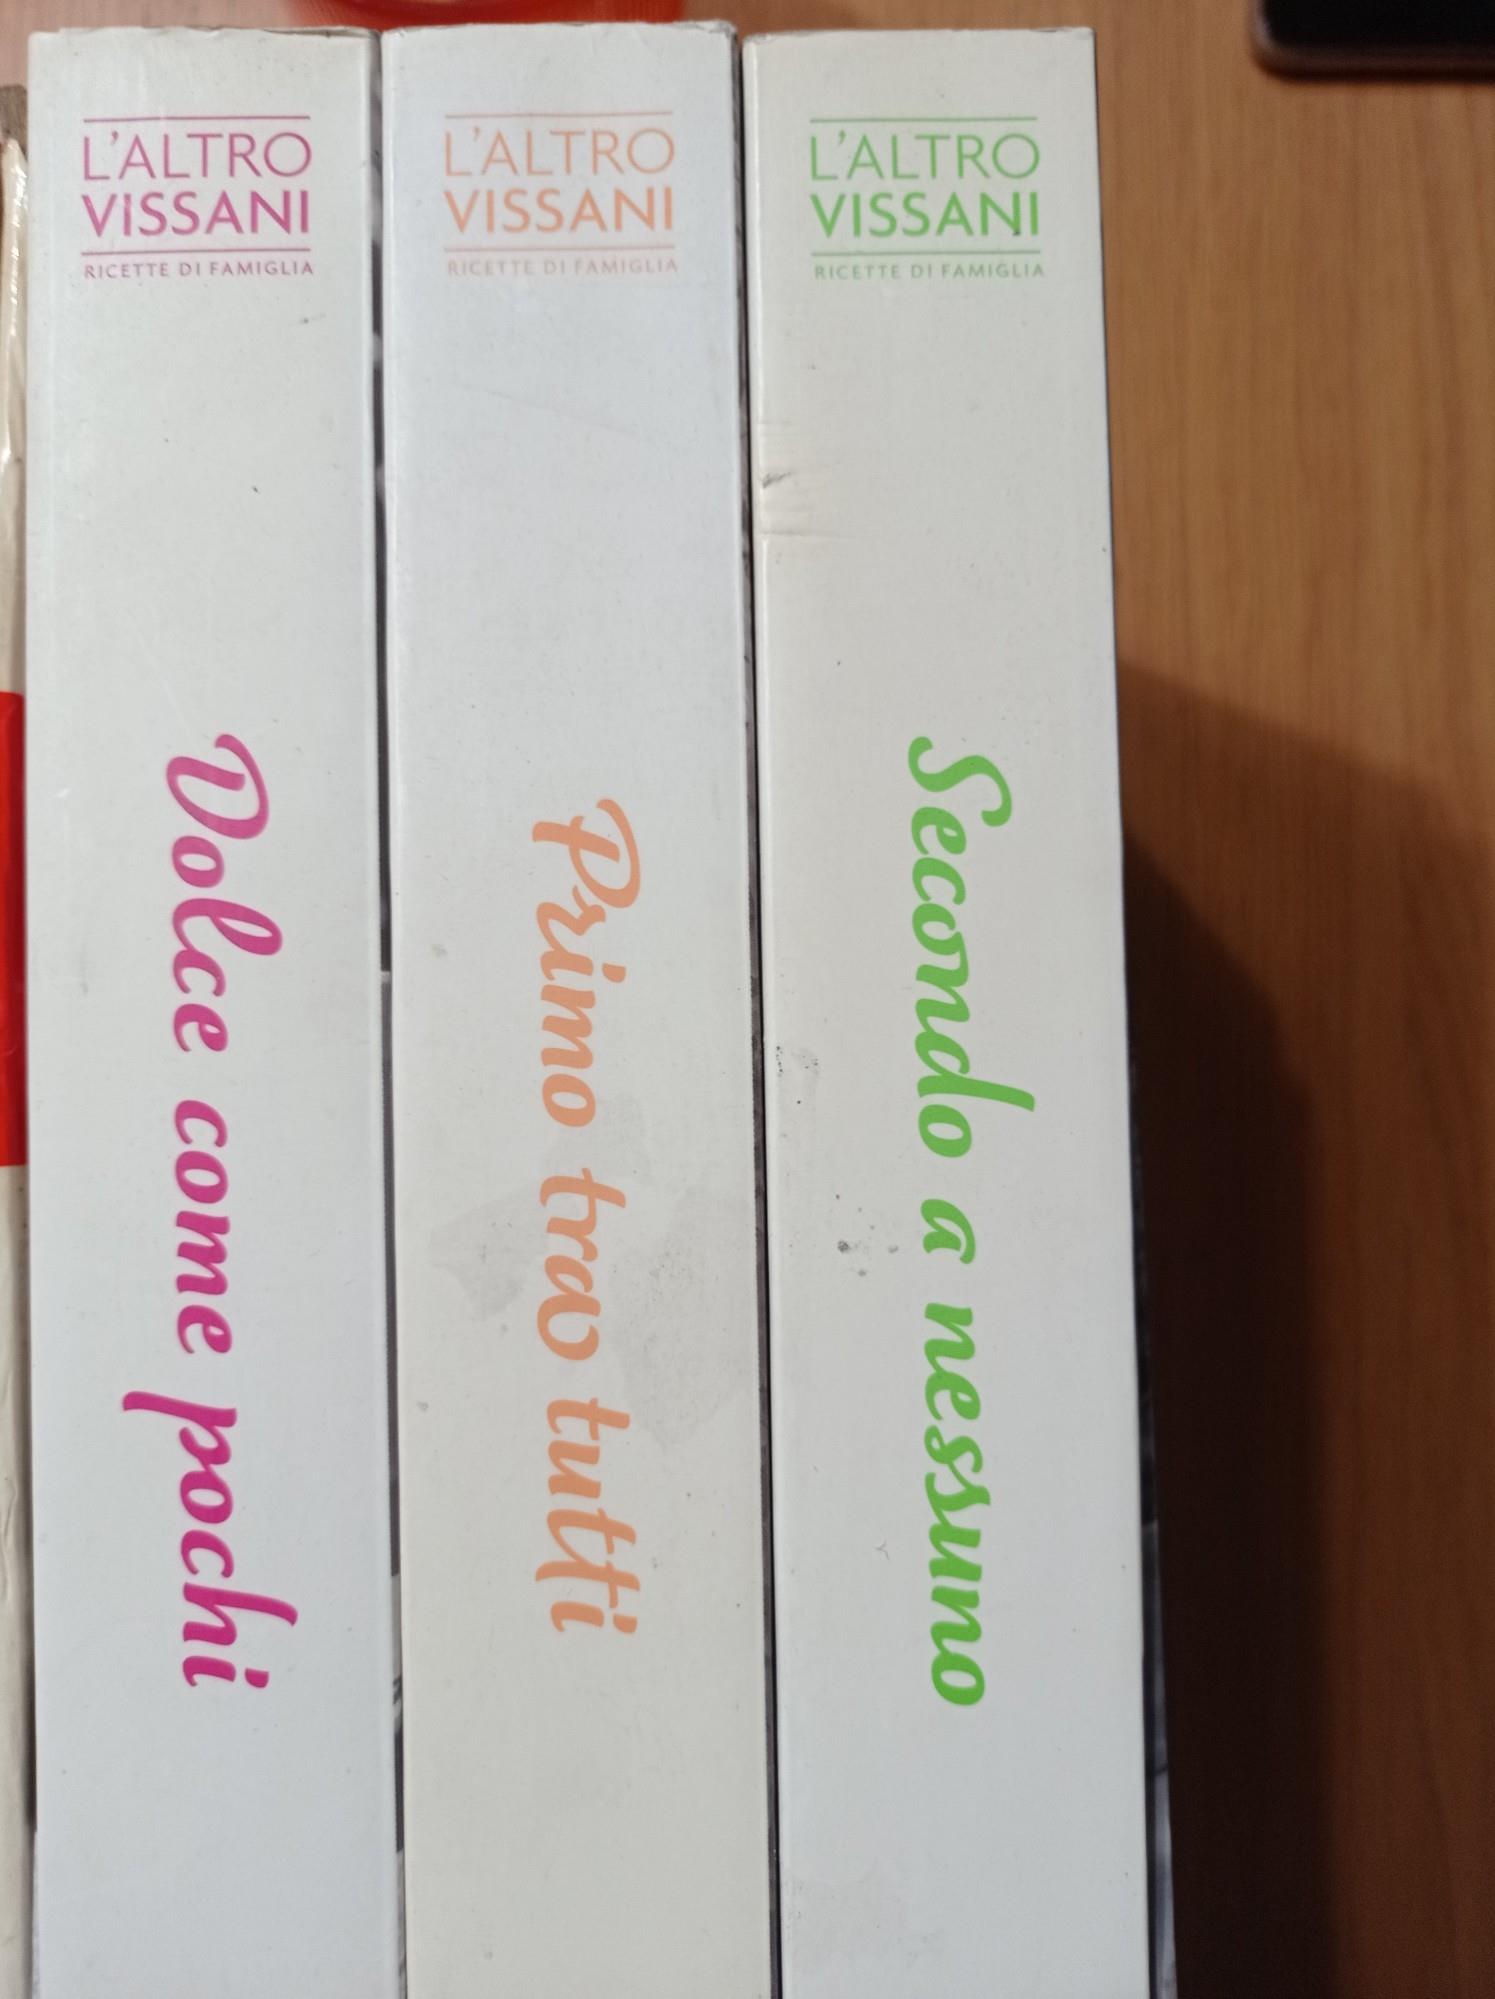 L'ALTRO
VISSANI
RICETTE DI FAMIGLIA
Dolce come pochi
L'ALTRO
VISSANI
RICETTE DI FAMIGLIA
Primo tra tutti
L'ALTRO
VISSANI
RICETTE DI FAMIGLIA
Secondo a nessuno